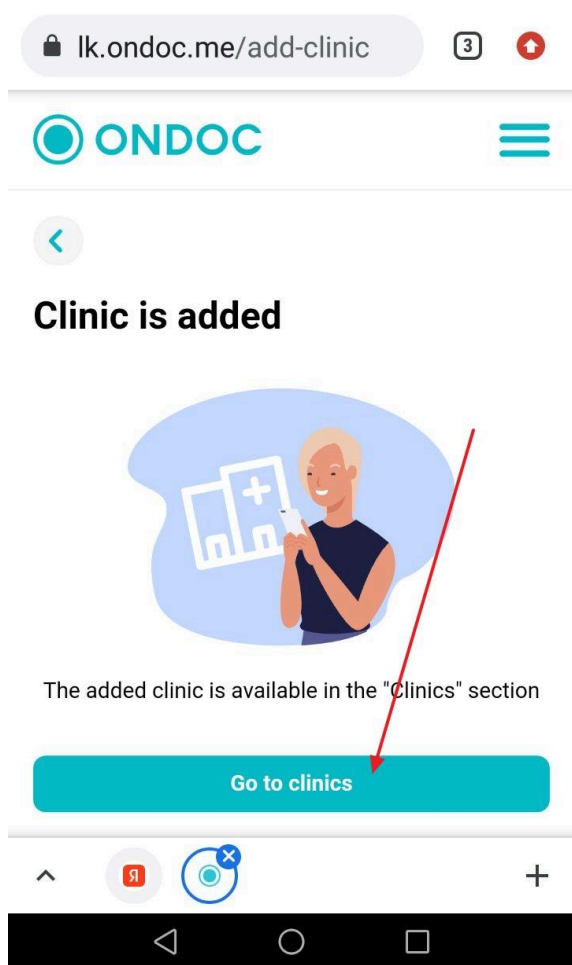 lk.ondoc.me/add-clinic
3
ONDOC
Clinic is added
The added clinic is available in the "Clinics" section
Go to clinics
Я